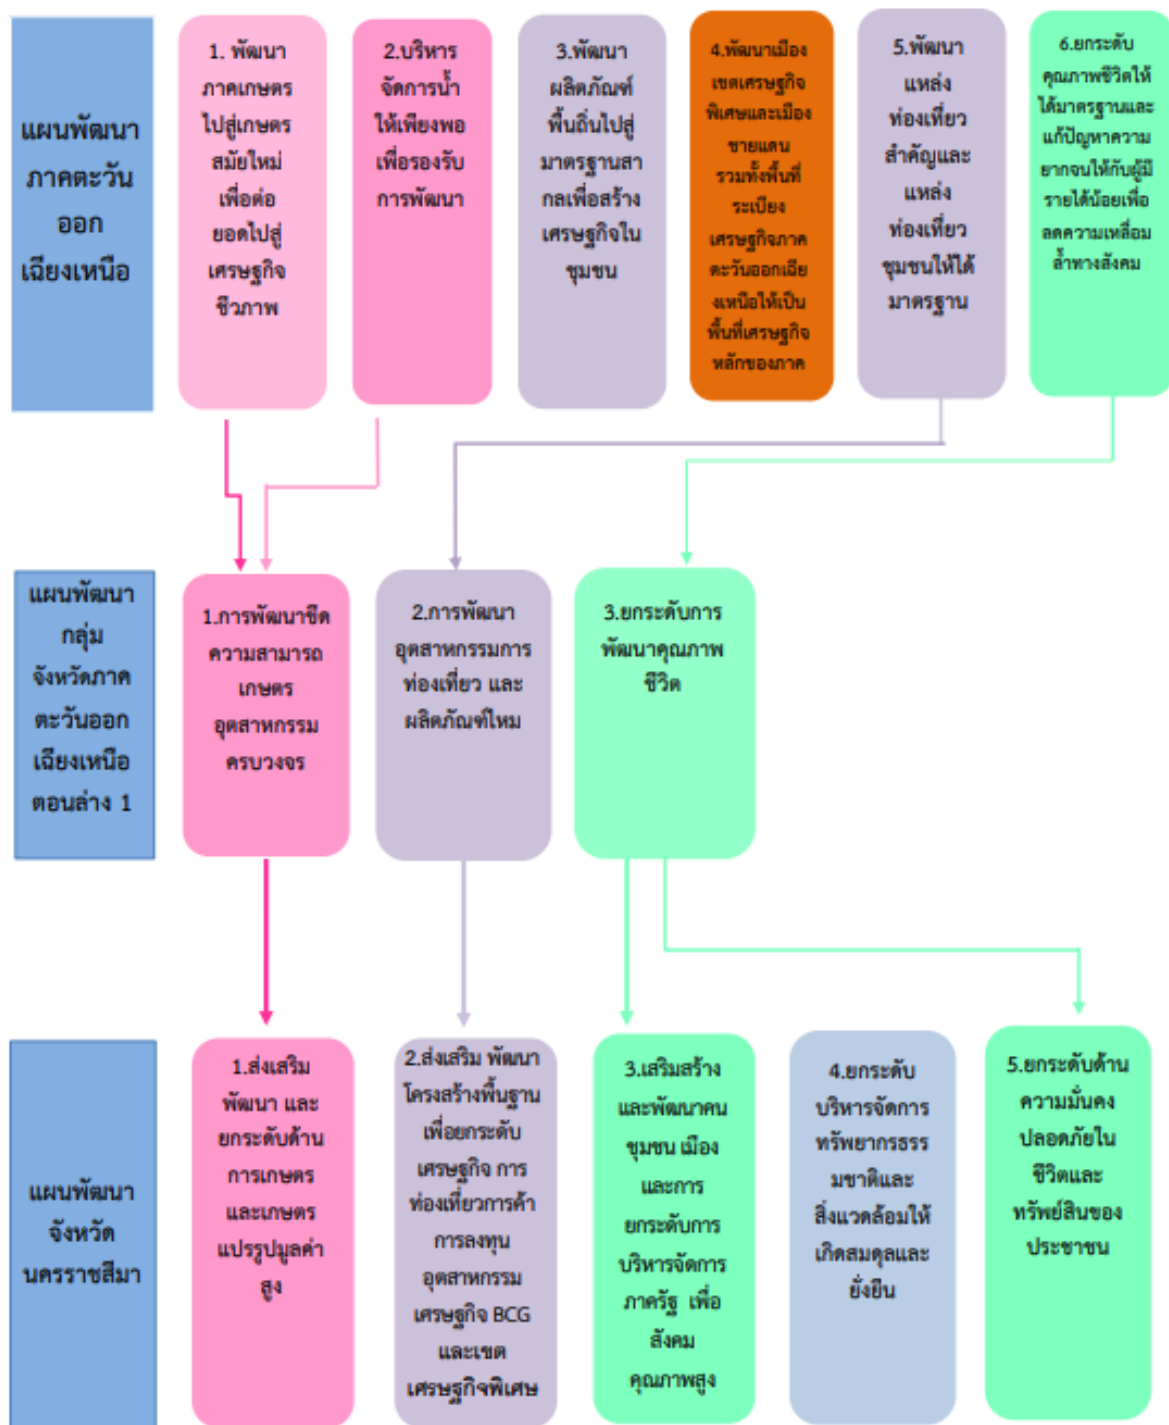 แผนพัฒนา
ภาคตะวัน
ออก
เฉียงเหนือ
1. พัฒนา
ภาคเกษตร
ไปสู่เกษตร
สมัยใหม่
เพื่อต่อ
ยอดไปสู่
เศรษฐกิจ
ชีวภาพ
2.บริหาร
จัดการน้ำ
ให้เพียงพอ
เพื่อรองรับ
การพัฒนา
3.พัฒนา
ผลิตภัณฑ์
พื้นถิ่นไปสู่
มาตรฐานสา
กลเพื่อสร้าง
เศรษฐกิจใน
ชุมชน
4.พัฒนาเมือง
เขตเศรษฐกิจ
พิเศษและเมือง
ชายแดน
รวมทั้งพื้นที่
ระเบียง
เศรษฐกิจภาค
ตะวันออกเฉีย
งเหนือให้เป็น
พื้นที่เศรษฐกิจ
หลักของภาค
5.พัฒนา
แหล่ง
ท่องเที่ยว
สำคัญและ
แหล่ง
ท่องเที่ยว
ชุมชนให้ได้
มาตรฐาน
6.ยกระดับ
คุณภาพชีวิตให้
ได้มาตรฐานและ
แก้ปัญหาความ
ยากจนให้กับผู้มี
รายได้น้อยเพื่อ
ลดความเหลื่อม
ล้ำทางสังคม
แผนพัฒนา
กลุ่ม
จังหวัดภาค
ตะวันออก
เฉียงเหนือ
ตอนล่าง 1
1.การพัฒนาขีด
ความสามารถ
เกษตร
อุตสาหกรรม
ครบวงจร
2.การพัฒนา
อุตสาหกรรมการ
ท่องเที่ยว และ
ผลิตภัณฑ์ไหม
3.ยกระดับการ
พัฒนาคุณภาพ
ชีวิต
แผนพัฒนา
จังหวัด
นครราชสีมา
1.ส่งเสริม
พัฒนา และ
ยกระดับด้าน
การเกษตร
และเกษตร
แปรรูปมูลค่า
สูง
2.ส่งเสริม พัฒนา
โครงสร้างพื้นฐาน
เพื่อยกระดับ
เศรษฐกิจ การ
ท่องเที่ยวการค้า
การลงทุน
อุตสาหกรรม
เศรษฐกิจ BCG
และเขต
เศรษฐกิจพิเศษ
3.เสริมสร้าง
และพัฒนาคน
ชุมชน เมือง
และการ
ยกระดับการ
บริหารจัดการ
ภาครัฐ เพื่อ
สังคม
คุณภาพสูง
4.ยกระดับ
บริหารจัดการ
ทรัพยากรธรร
มชาติและ
สิ่งแวดล้อมให้
เกิดสมดุลและ
ยั่งยืน
5.ยกระดับด้าน
ความมั่นคง
ปลอดภัยใน
ชีวิตและ
ทรัพย์สินของ
ประชาชน